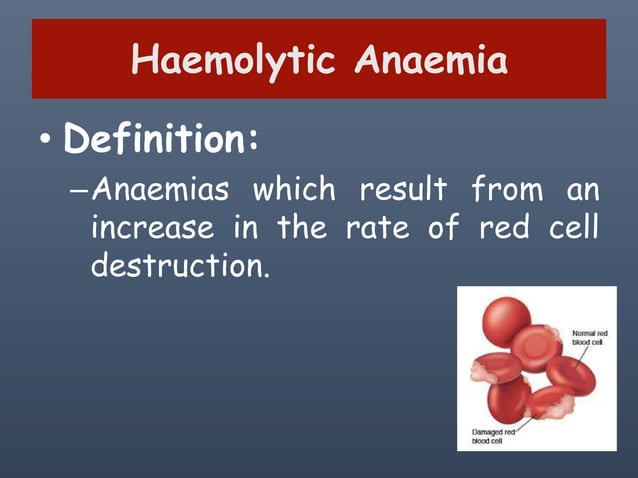 Haemolytic Anaemia
• Definition:
–Anaemias which result from an
increase in the rate of red cell
destruction.
Normal red
blood cell
Damaged red
blood cell